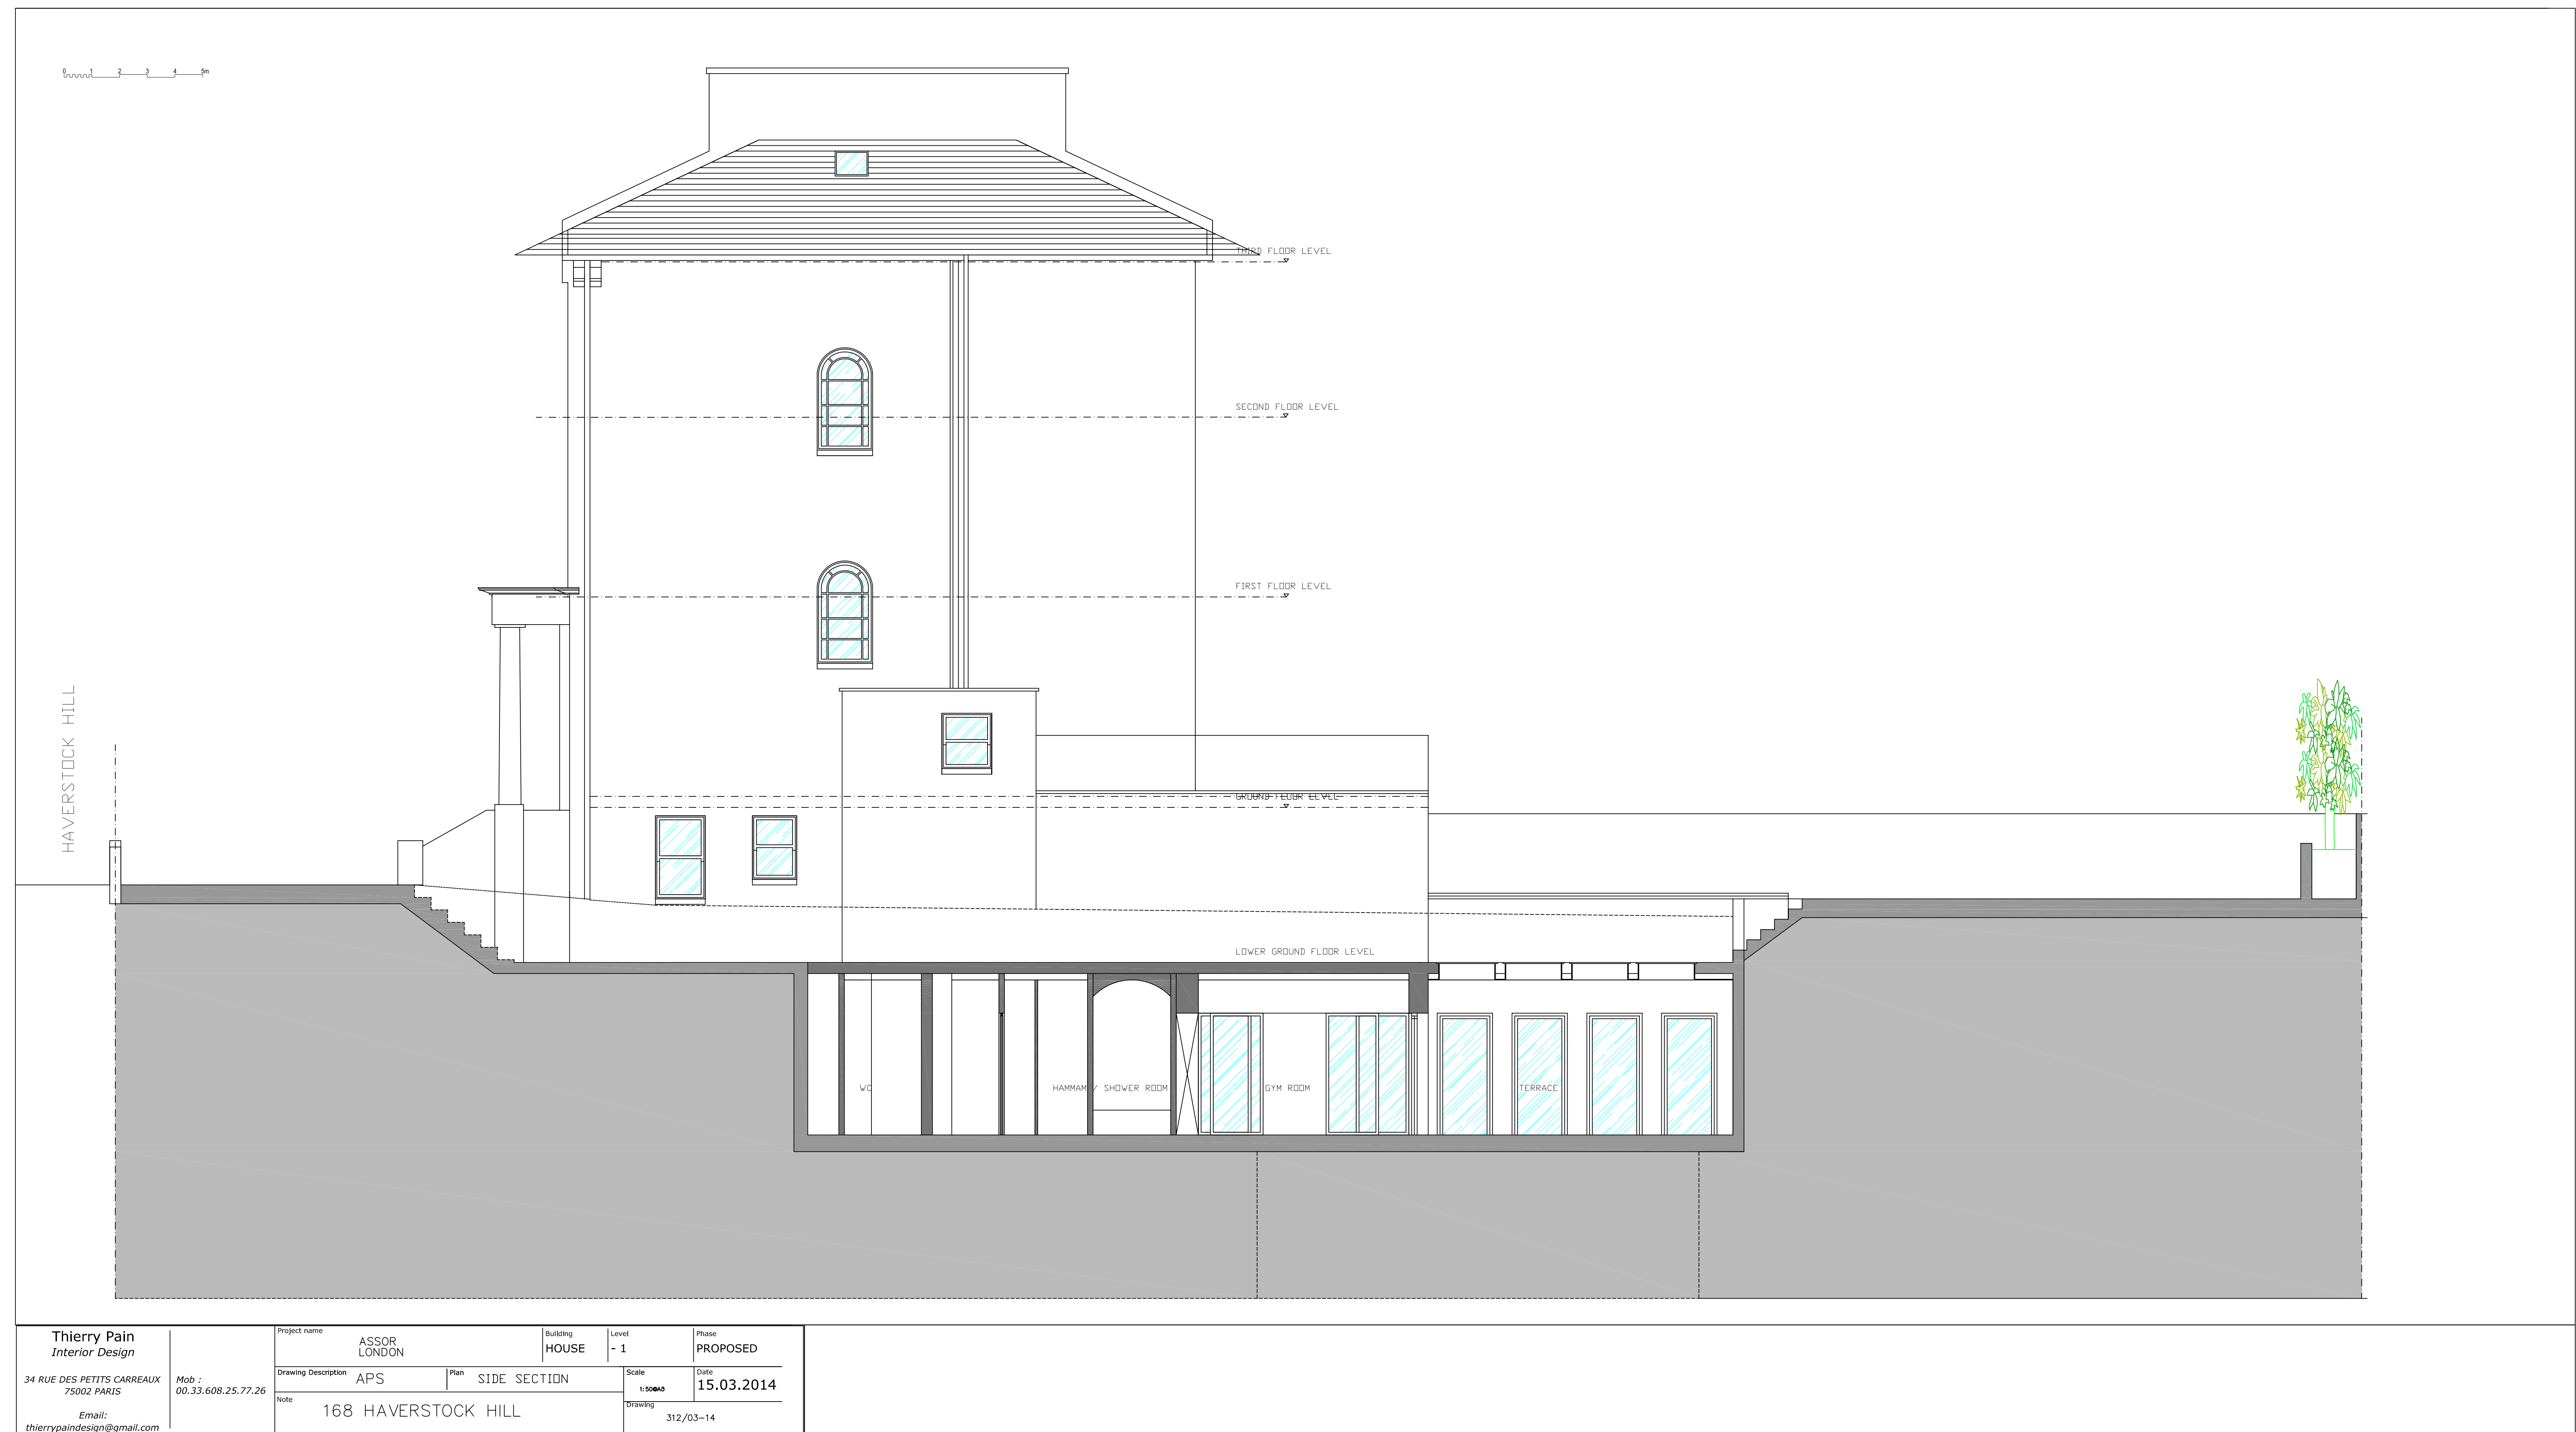 0 1 2 3 4 5m
THIRD FLOOR LEVEL
SECOND FLOOR LEVEL
FIRST FLOOR LEVEL
HAVERSTOCK HILL
GROUND FLOOR LEVEL
LOWER GROUND FLOOR LEVEL
WC
HAMMAM / SHOWER ROOM
GYM ROOM
TERRACE
Thierry Pain
Interior Design
34 RUE DES PETITS CARREAUX
75002 PARIS
Email:
thierrypaindesign@gmail.com
Mob :
00.33.608.25.77.26
Project name
ASSOR
LONDON
Building
HOUSE
Level
- 1
Phase
PROPOSED
Drawing Description
APS
Plan
SIDE SECTION
Scale
1:50@A3
Date
15.03.2014
Note
168 HAVERSTOCK HILL
Drawing
312/03-14